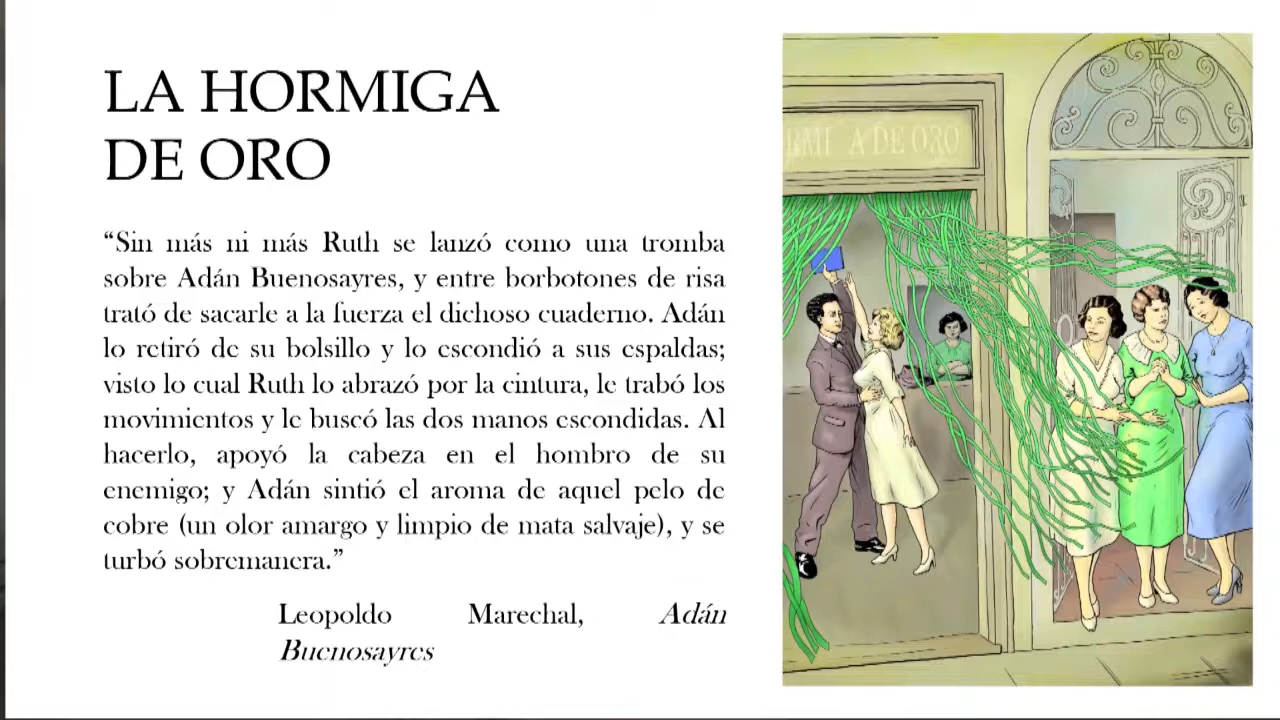 LA HORMIGA
DE ORO
“Sin más ni más Ruth se lanzó como una tromba
sobre Adán Buenosayres, y entre borbotones de risa
trató de sacarle a la fuerza el dichoso cuaderno. Adán
lo retiró de su bolsillo y lo escondió a sus espaldas;
visto lo cual Ruth lo abrazó por la cintura, le trabó los
movimientos y le buscó las dos manos escondidas. Al
hacerlo, apoyó la cabeza en el hombro de su
enemigo; y Adán sintió el aroma de aquel pelo de
cobre (un olor amargo y limpio de mata salvaje), y se
turbó sobremanera.”
Leopoldo Marechal, Adán
Buenosayres
A DE ORO